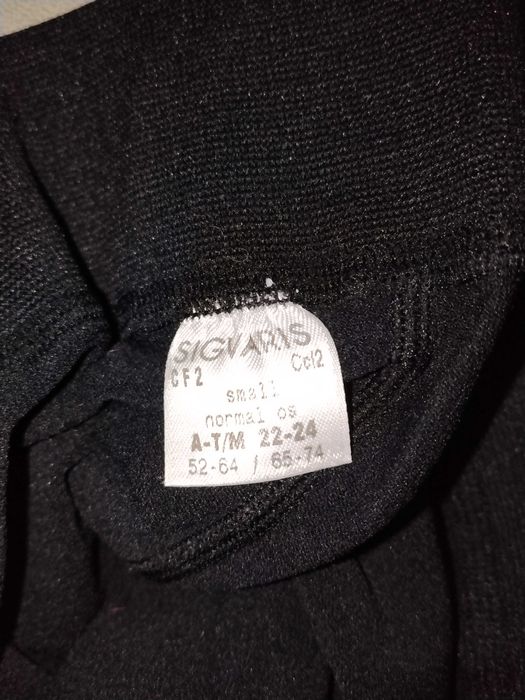 SIGVARIS
CF2 Ccl2
small
normal os
A-T/M 22-24
52-64 / 65-74